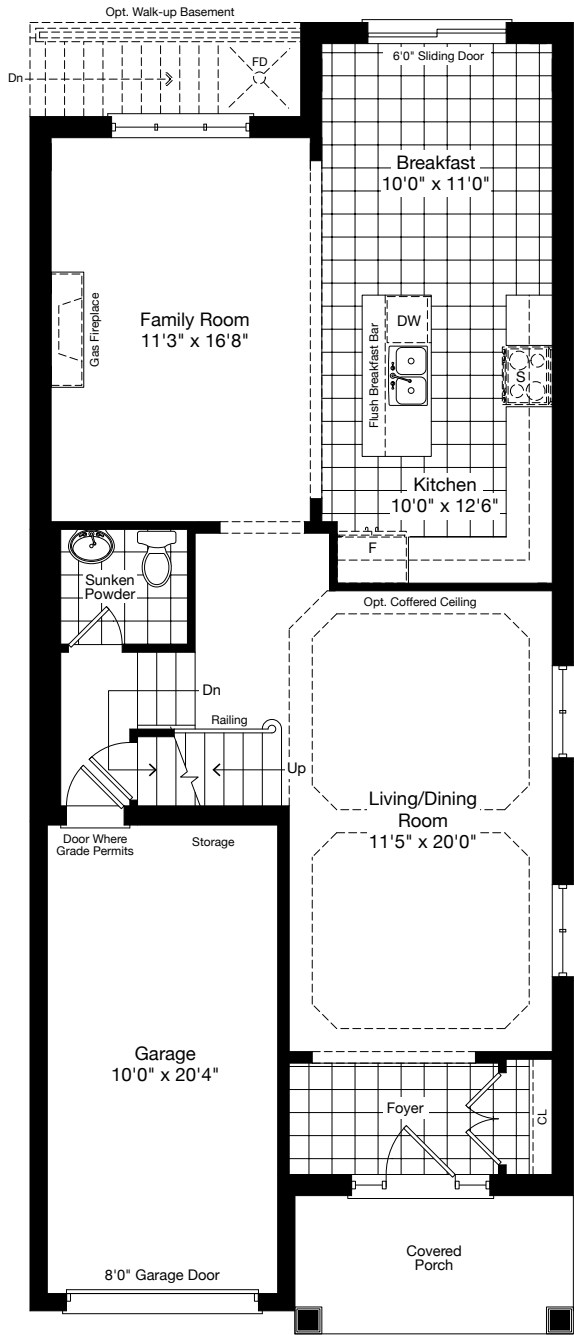 Opt. Walk-up Basement
FD
Dn
6'0" Sliding Door
Breakfast
10'0" x 11'0"
Family Room
11'3" x 16'8"
Gas Fireplace
DW
Flush Breakfast Bar
S
Kitchen
10'0" x 12'6"
F
Sunken
Powder
Opt. Coffered Ceiling
Dn
Railing
Up
Living/Dining
Room
11'5" x 20'0"
Door Where
Grade Permits
Storage
Garage
10'0" x 20'4"
Foyer
CL
Covered
Porch
8'0" Garage Door